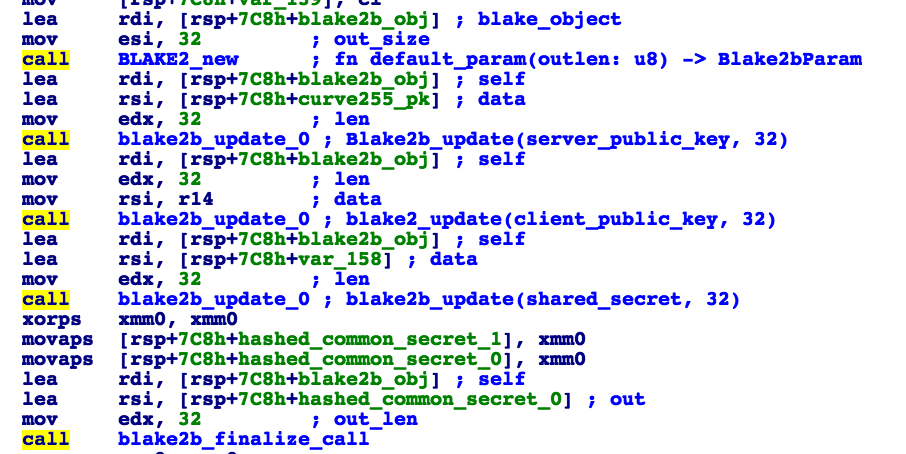 mov [rsp+7C8h+var_159], cl
lea rdi, [rsp+7C8h+blake2b_obj] ; blake_object
mov esi, 32 ; out_size
call BLAKE2_new ; fn default_param(outlen: u8) -> Blake2bParam
lea rdi, [rsp+7C8h+blake2b_obj] ; self
lea rsi, [rsp+7C8h+curve255_pk] ; data
mov edx, 32 ; len
call blake2b_update_0 ; Blake2b_update(server_public_key, 32)
lea rdi, [rsp+7C8h+blake2b_obj] ; self
mov edx, 32 ; len
mov rsi, r14 ; data
call blake2b_update_0 ; blake2_update(client_public_key, 32)
lea rdi, [rsp+7C8h+blake2b_obj] ; self
lea rsi, [rsp+7C8h+var_158] ; data
mov edx, 32 ; len
call blake2b_update_0 ; blake2b_update(shared_secret, 32)
xorps xmm0, xmm0
movaps [rsp+7C8h+hashed_common_secret_1], xmm0
movaps [rsp+7C8h+hashed_common_secret_0], xmm0
lea rdi, [rsp+7C8h+blake2b_obj] ; self
lea rsi, [rsp+7C8h+hashed_common_secret_0] ; out
mov edx, 32 ; out_len
call blake2b_finalize_call